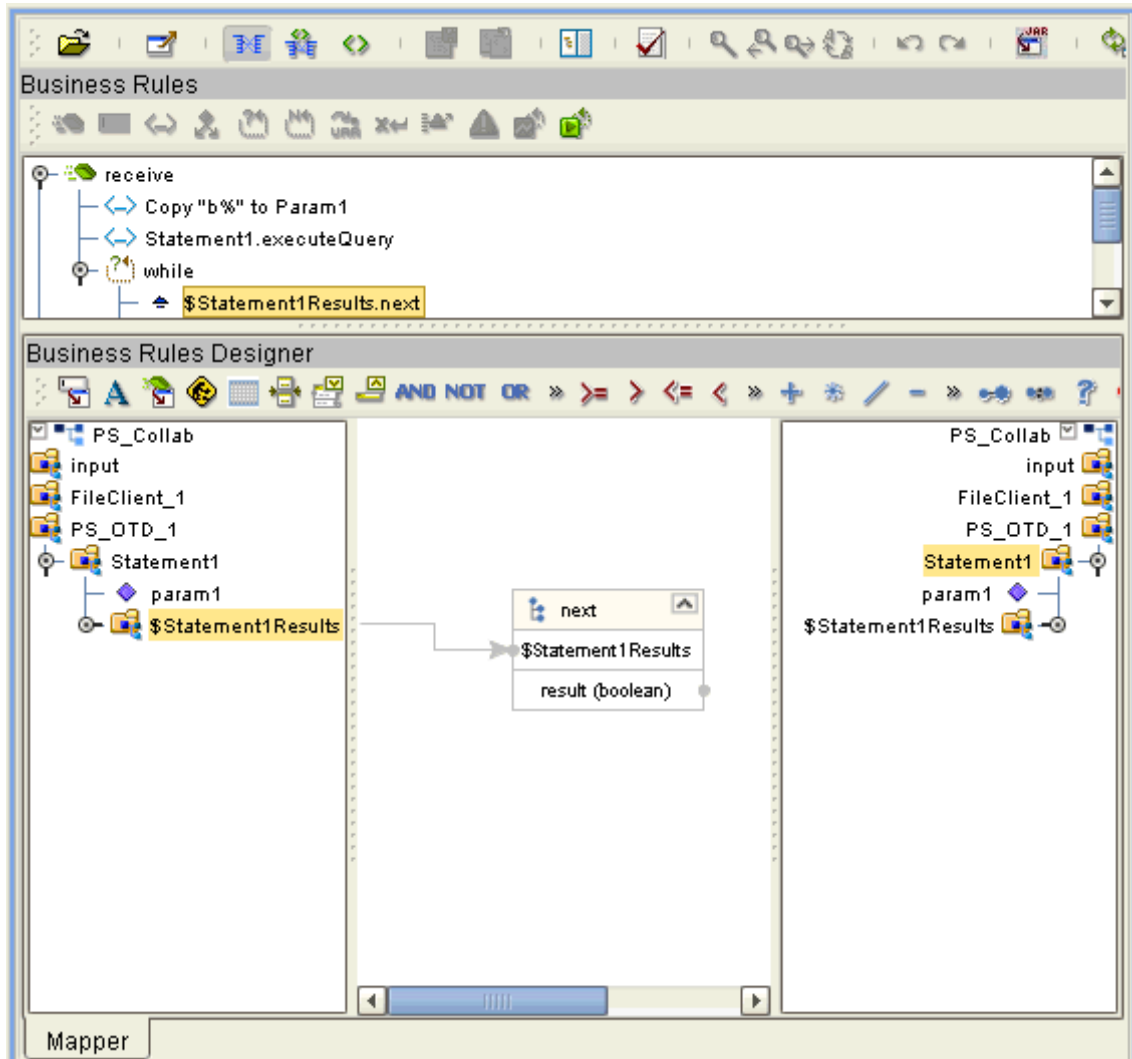 JAR
Business Rules
receive
Copy "b%" to Param1
Statement1.executeQuery
while
$Statement1Results.next
Business Rules Designer
A AND NOT OR » >= > <= < » + / - » ?
PS_Collab
input
FileClient_1
PS_OTD_1
Statement1
param1
$Statement1Results
next
$Statement1Results
result (boolean)
PS_Collab
input
FileClient_1
PS_OTD_1
Statement1
param1
$Statement1Results
Mapper